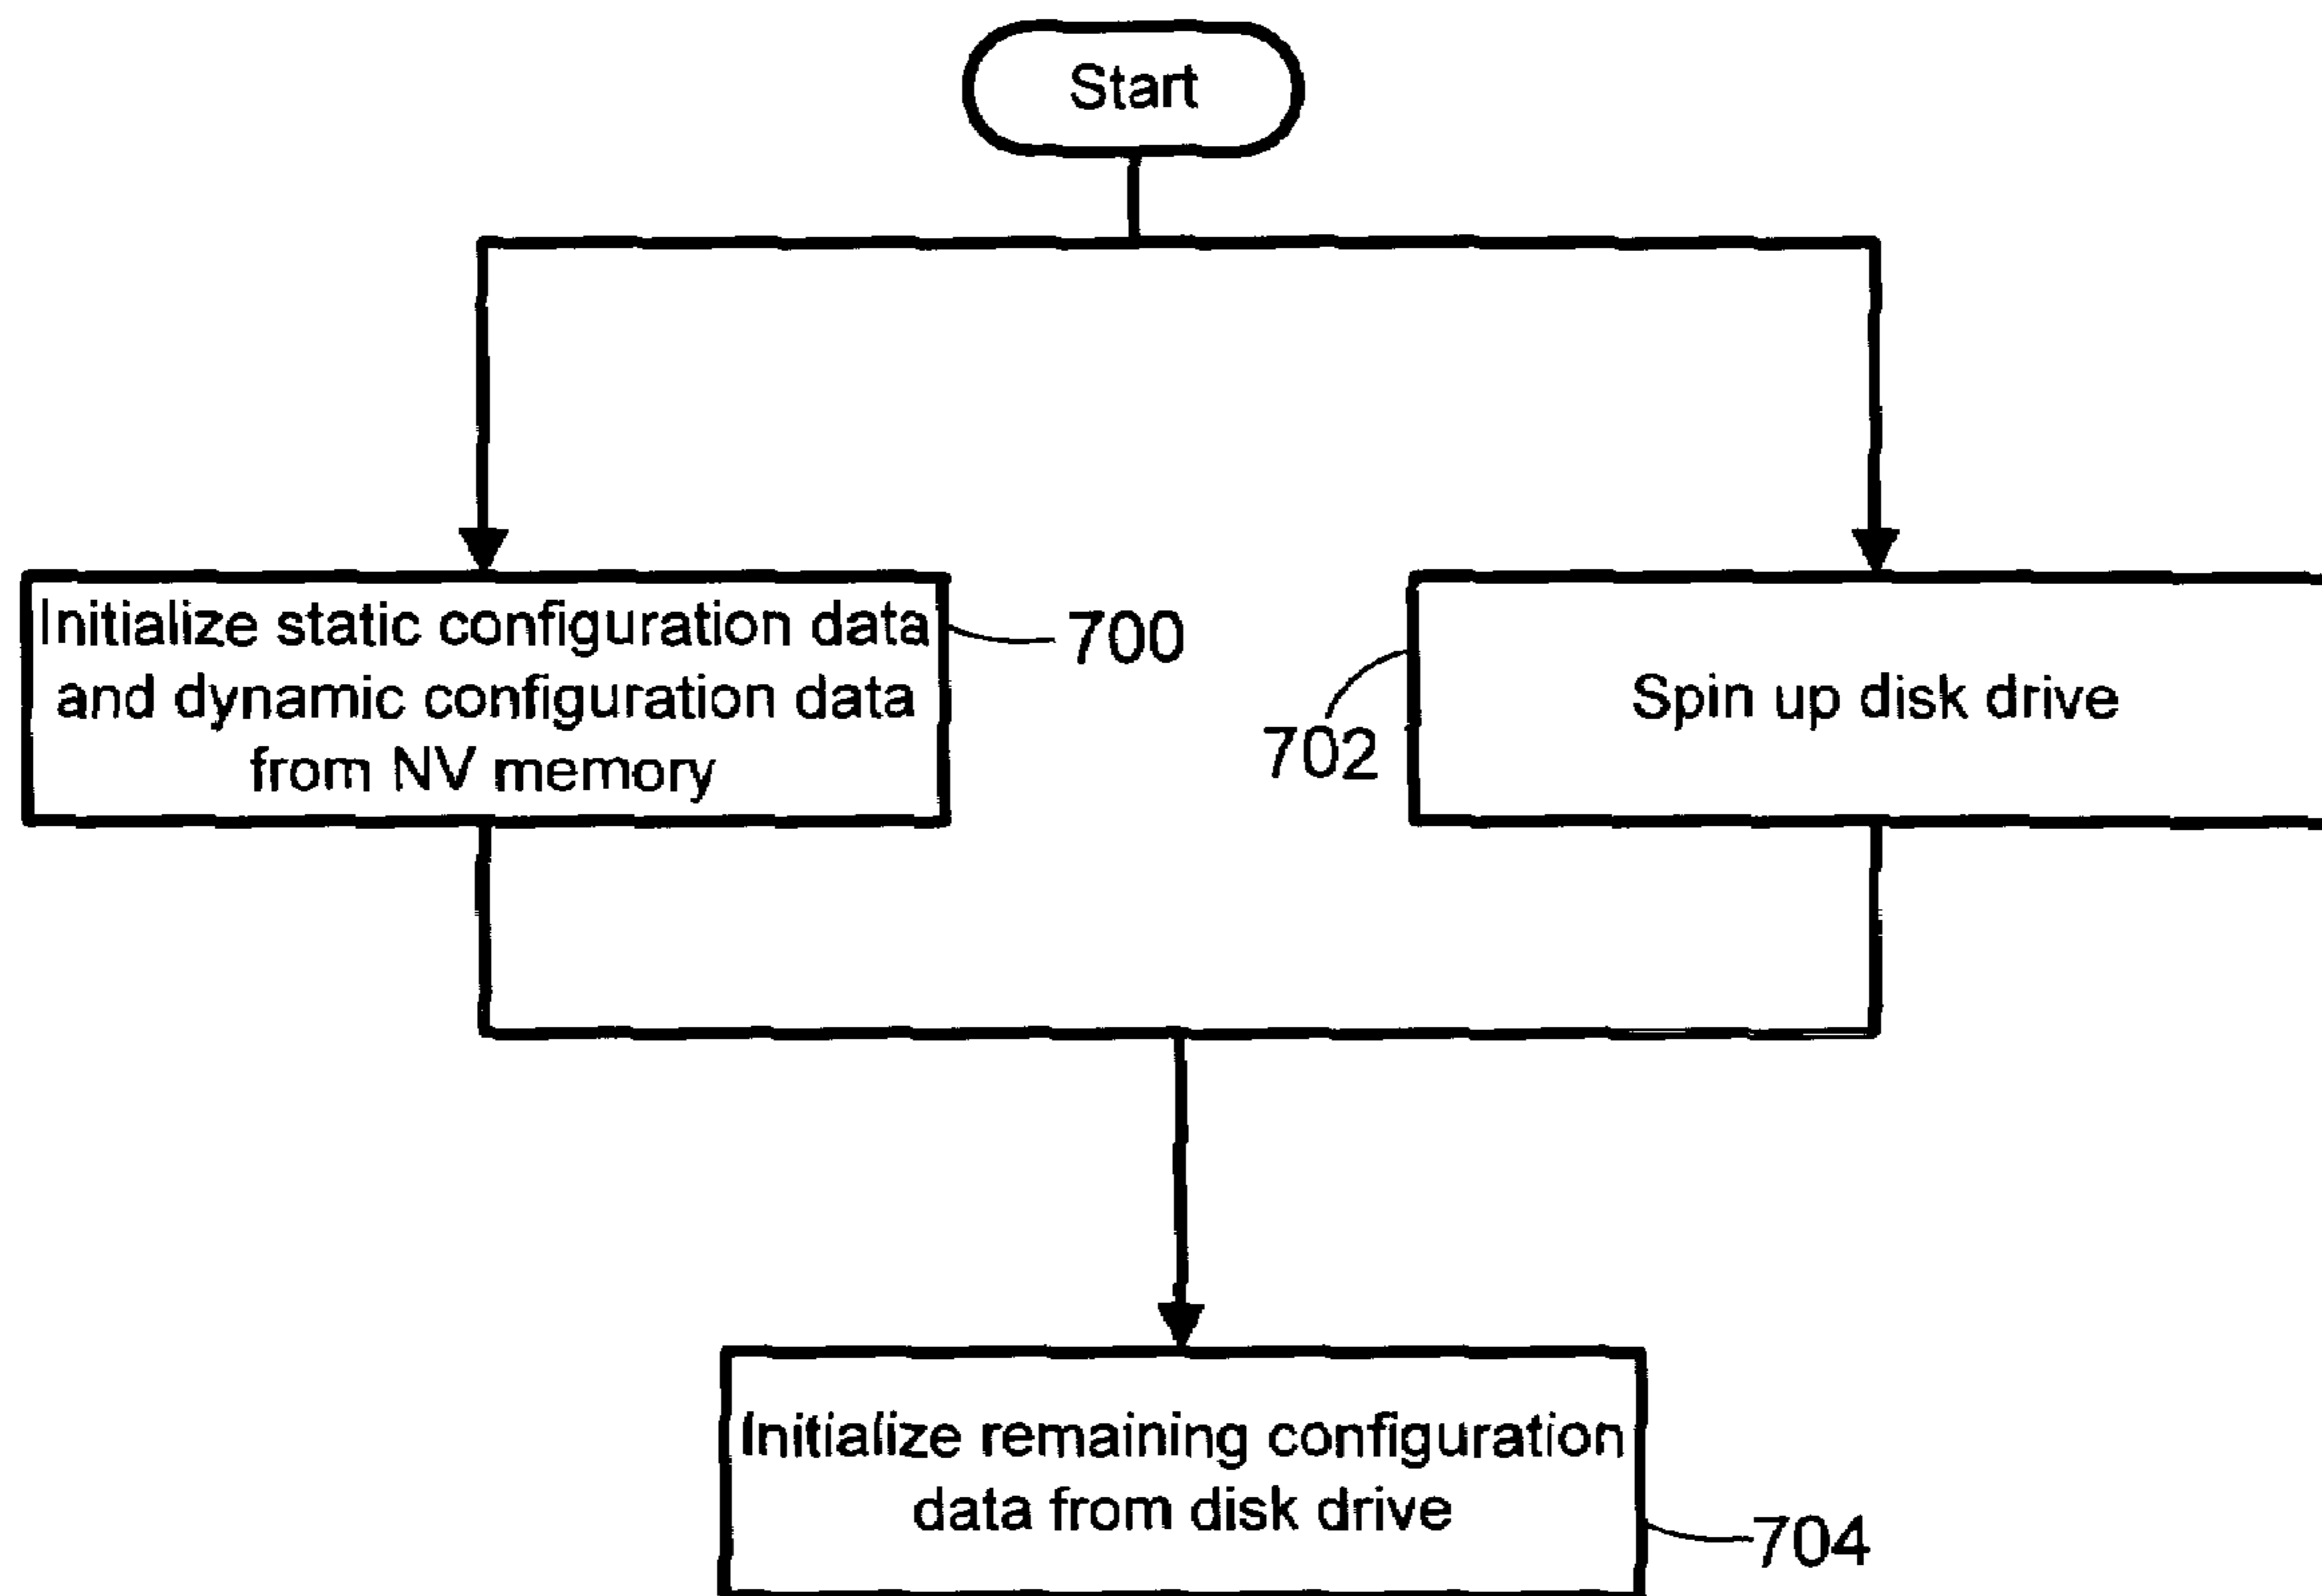 Start
Initialize static configuration data
and dynamic configuration data
from NV memory
700
702
Spin up disk drive
Initialize remaining configuration
data from disk drive
704